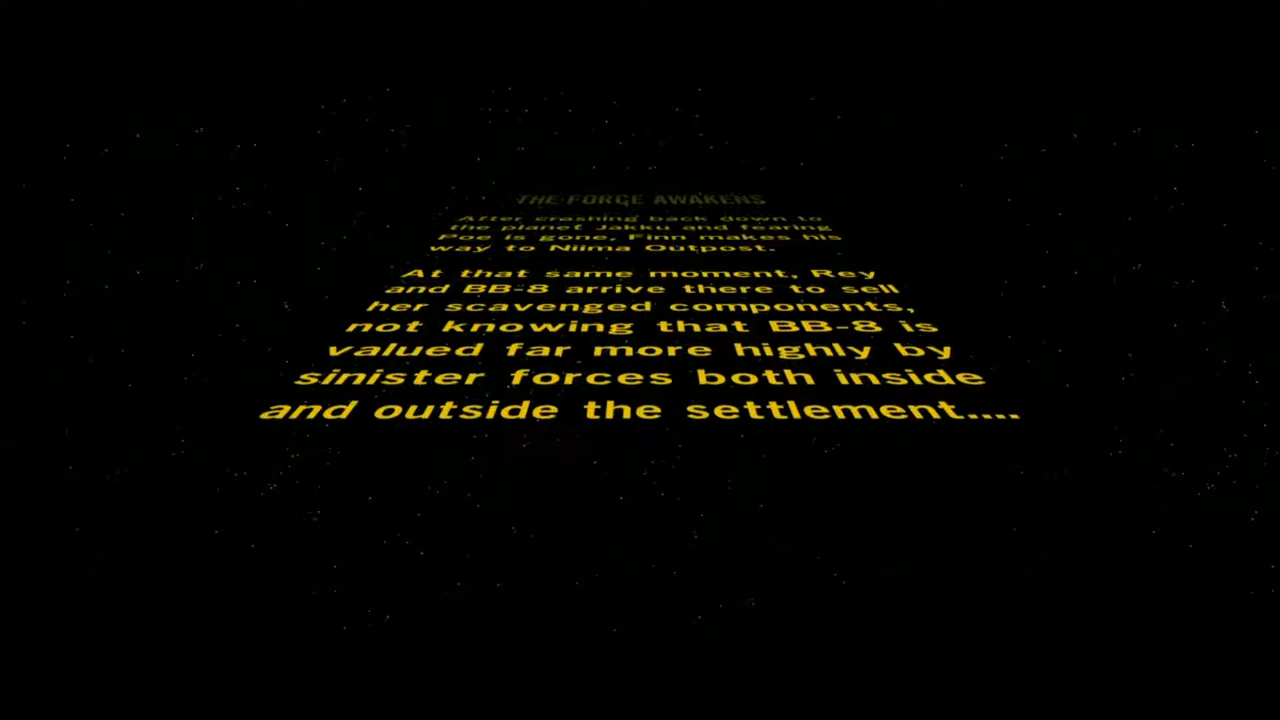 THE FORCE AWAKENS
After crashing back down to
the planet Jakku and fearing
Poe is gone, Finn makes his
way to Niima Outpost.
At that same moment, Rey
and BB-8 arrive there to sell
her scavenged components,
not knowing that BB-8 is
valued far more highly by
sinister forces both inside
and outside the settlement....